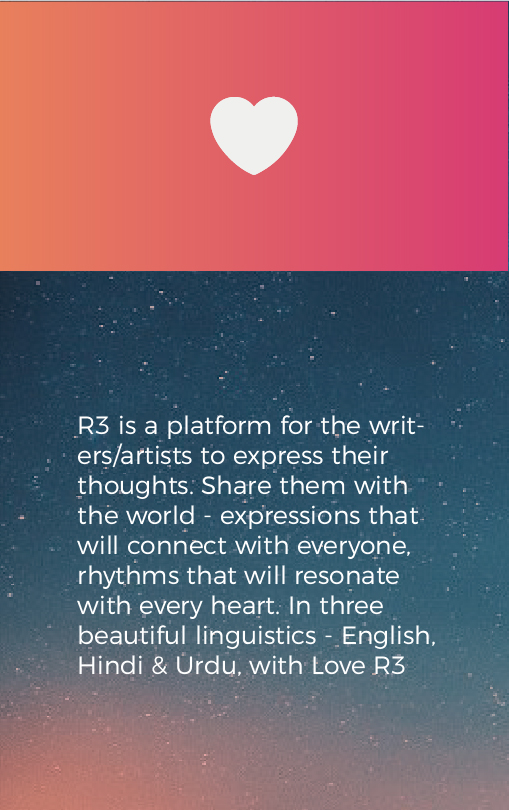 R3 is a platform for the writ-
ers/artists to express their
thoughts. Share them with
the world - expressions that
will connect with everyone,
rhythms that will resonate
with every heart. In three
beautiful linguistics - English,
Hindi & Urdu, with Love R3